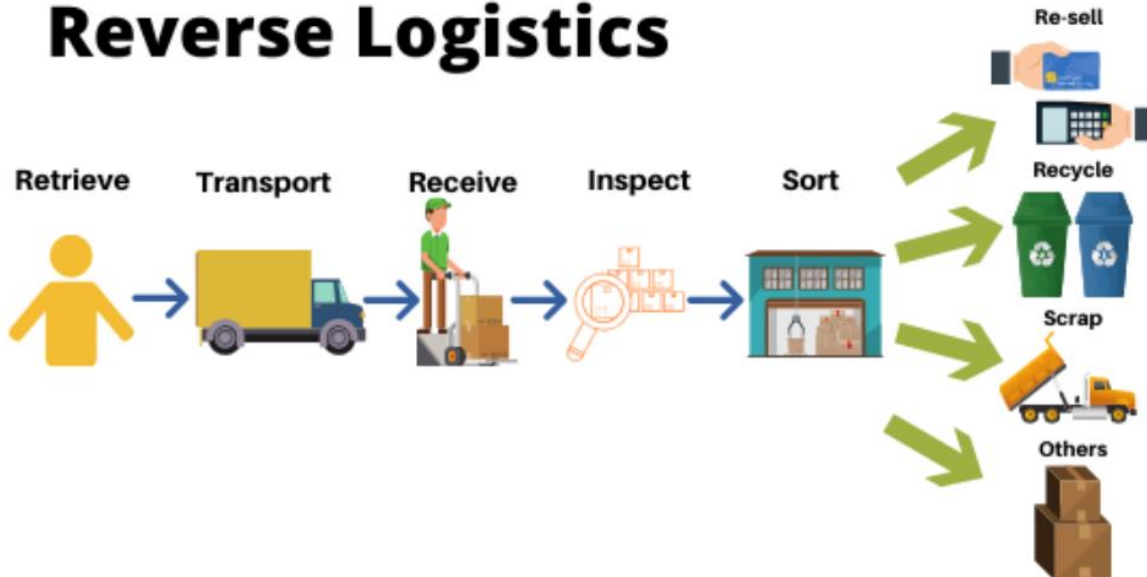 Reverse Logistics
Retrieve
Transport
Receive
Inspect
Sort
Re-sell
Recycle
Scrap
Others